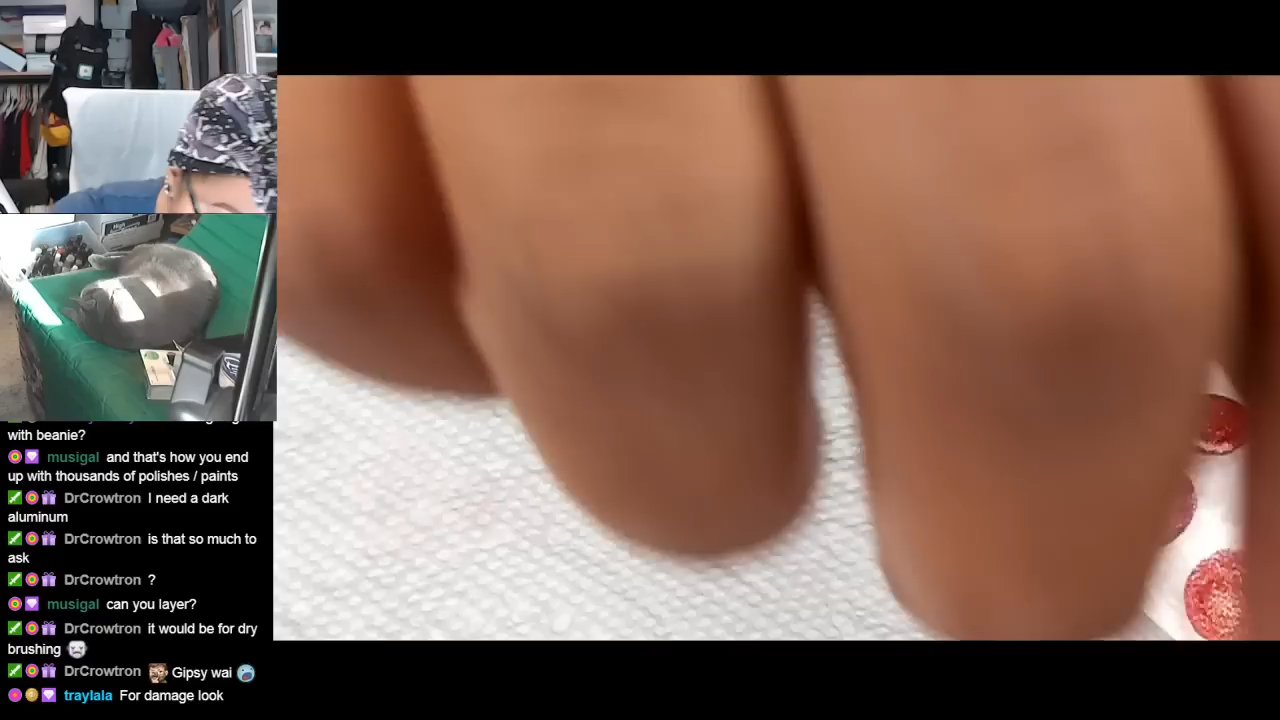 with beanie?
musigal and that's how you end
up with thousands of polishes / paints
DrCrowtron I need a dark
aluminum
DrCrowtron is that so much to
ask
DrCrowtron ?
musigal can you layer?
DrCrowtron it would be for dry
brushing
DrCrowtron Gipsy wai
traylala For damage look